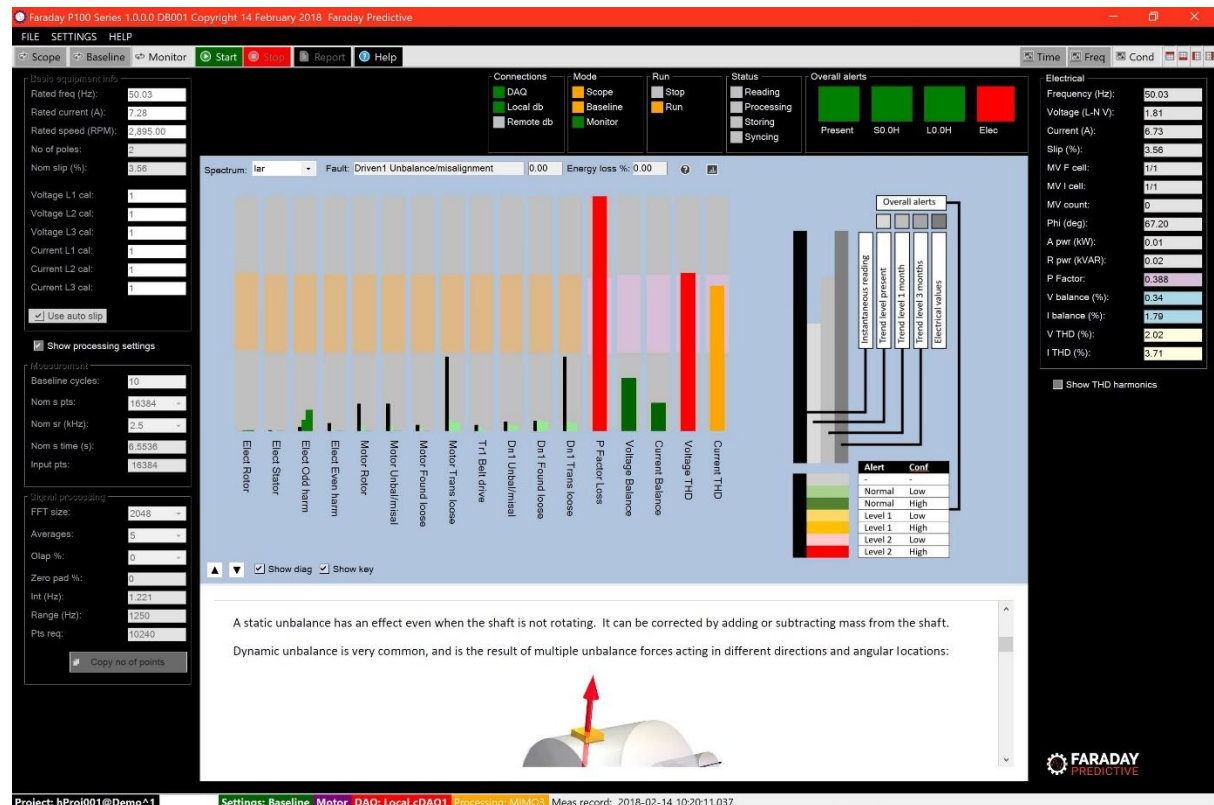 Faraday P100 Series 1.0.0.0 DB001 Copyright 14 February 2018 Faraday Predictive
FILE SETTINGS HELP
Scope Baseline Monitor Start Stop Report Help Time Freq Cond
Basic equipment info
Rated freq (Hz): 50.03
Rated current (A): 7.28
Rated speed (RPM): 2,895.00
No of poles: 2
Nom slip (%): 3.56
Voltage L1 cal: 1
Voltage L2 cal: 1
Voltage L3 cal: 1
Current L1 cal: 1
Current L2 cal: 1
Current L3 cal: 1
Use auto slip
Show processing settings
Measurement
Baseline cycles: 10
Nom s pts: 16384
Nom sr (kHz): 2.5
Nom s time (s): 6.5536
Input pts: 16384
Signal processing
FFT size: 2048
Averages: 5
Olap %: 0
Zero pad %: 0
Int (Hz): 1.221
Range (Hz): 1250
Pts req: 10240
Copy no of points
Connections
DAQ
Local db
Remote db
Mode
Scope
Baseline
Monitor
Run
Stop
Run
Status
Reading
Processing
Storing
Syncing
Overall alerts
Present S0.0H L0.0H Elec
Spectrum: Iar Fault: Driven1 Unbalance/misalignment 0.00 Energy loss %: 0.00
Elect Rotor
Elect Stator
Elect Odd harm
Elect Even harm
Motor Rotor
Motor Unbal/misal
Motor Found loose
Motor Trans loose
Tr1 Belt drive
Dn1 Unbal/misal
Dn1 Found loose
Dn1 Trans loose
P Factor Loss
Voltage Balance
Current Balance
Voltage THD
Current THD
Overall alerts
Instantaneous reading
Trend level present
Trend level 1 month
Trend level 3 months
Electrical values
Alert Conf
- -
Normal Low
Normal High
Level 1 Low
Level 1 High
Level 2 Low
Level 2 High
Show diag Show key
A static unbalance has an effect even when the shaft is not rotating. It can be corrected by adding or subtracting mass from the shaft.
Dynamic unbalance is very common, and is the result of multiple unbalance forces acting in different directions and angular locations:
Electrical
Frequency (Hz): 50.03
Voltage (L-N V): 1.81
Current (A): 6.73
Slip (%): 3.56
MV F cell: 1/1
MV I cell: 1/1
MV count: 0
Phi (deg): 67.20
A pwr (kW): 0.01
R pwr (kVAR): 0.02
P Factor: 0.388
V balance (%): 0.34
I balance (%): 1.79
V THD (%): 2.02
I THD (%): 3.71
Show THD harmonics
FARADAY
PREDICTIVE
Project: hProj001@Demo^1 Settings: Baseline Motor DAQ: Local cDAQ1 Processing: MIMO3 Meas record: 2018-02-14 10:20:11.037